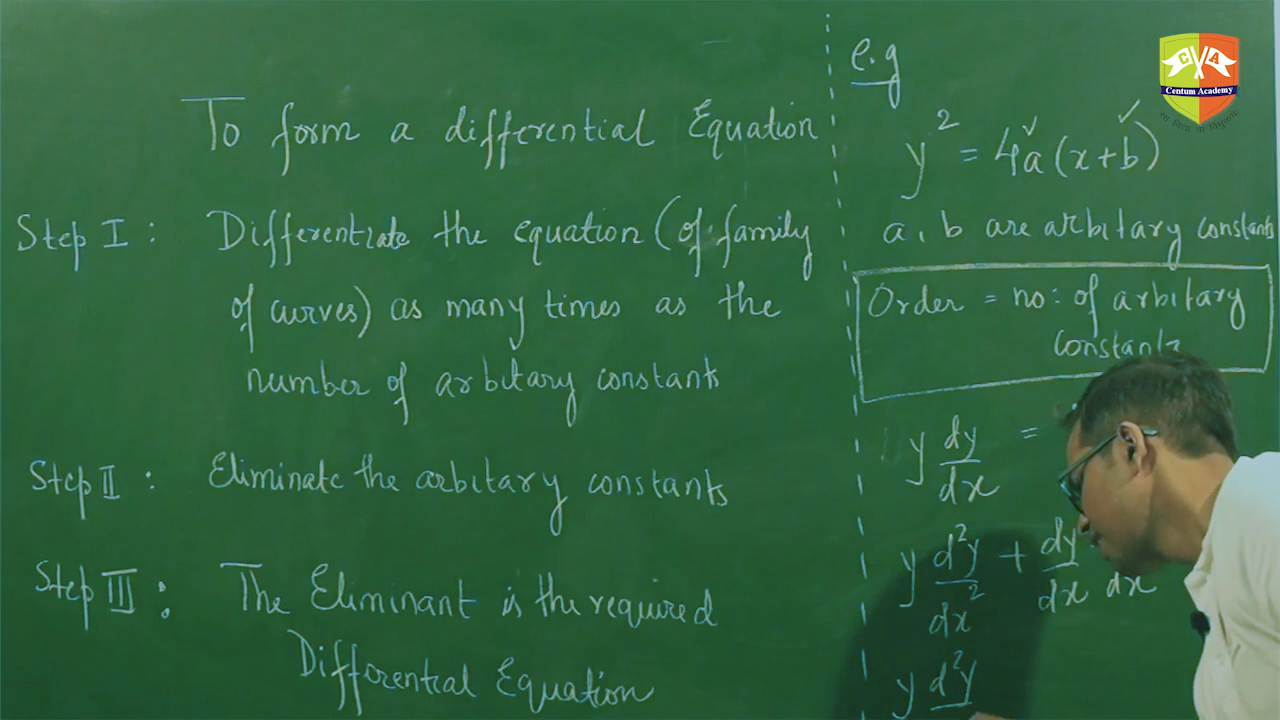 To form a differential Equation
Step I : Differentiate the equation (of family
of curves) as many times as the
number of arbitary constants
Step II : Eliminate the arbitary constants
Step III : The Eliminant is the required
Differential Equation
e.g
y² = 4a(x+b)
a, b are arbitary constants
Order = no: of arbitary
constants
y dy/dx =
y d²y/dx² + dy/dx dy/dx
y d²y
C A
Centum Academy